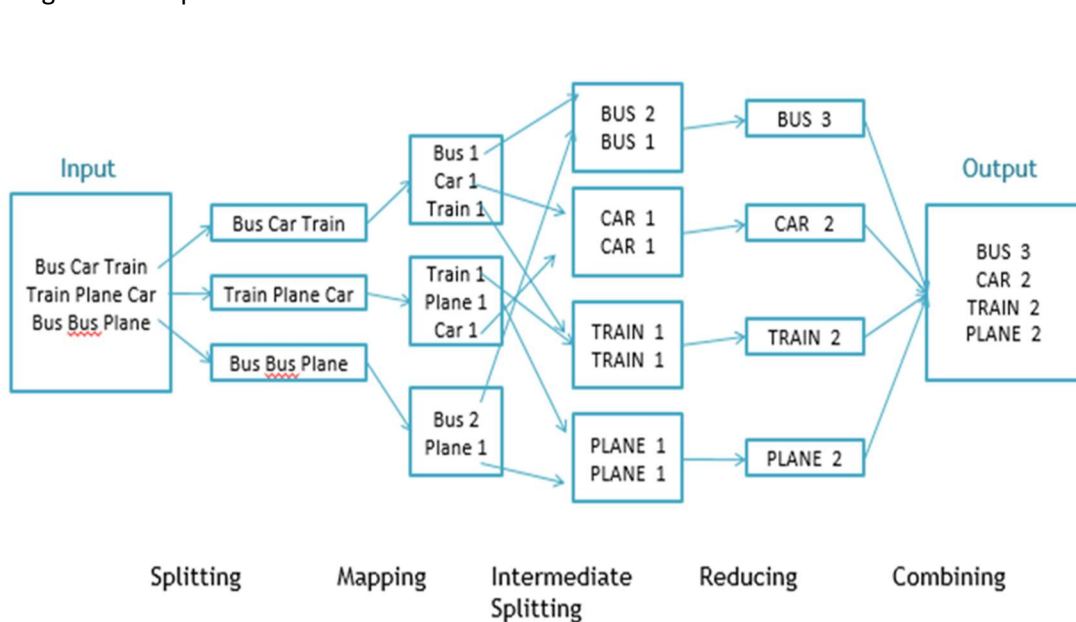 Input
Bus Car Train
Train Plane Car
Bus Bus Plane
Bus Car Train
Train Plane Car
Bus Bus Plane
Bus 1
Car 1
Train 1
Train 1
Plane 1
Car 1
Bus 2
Plane 1
BUS 2
BUS 1
CAR 1
CAR 1
TRAIN 1
TRAIN 1
PLANE 1
PLANE 1
BUS 3
CAR 2
TRAIN 2
PLANE 2
Output
BUS 3
CAR 2
TRAIN 2
PLANE 2
Splitting
Mapping
Intermediate
Splitting
Reducing
Combining